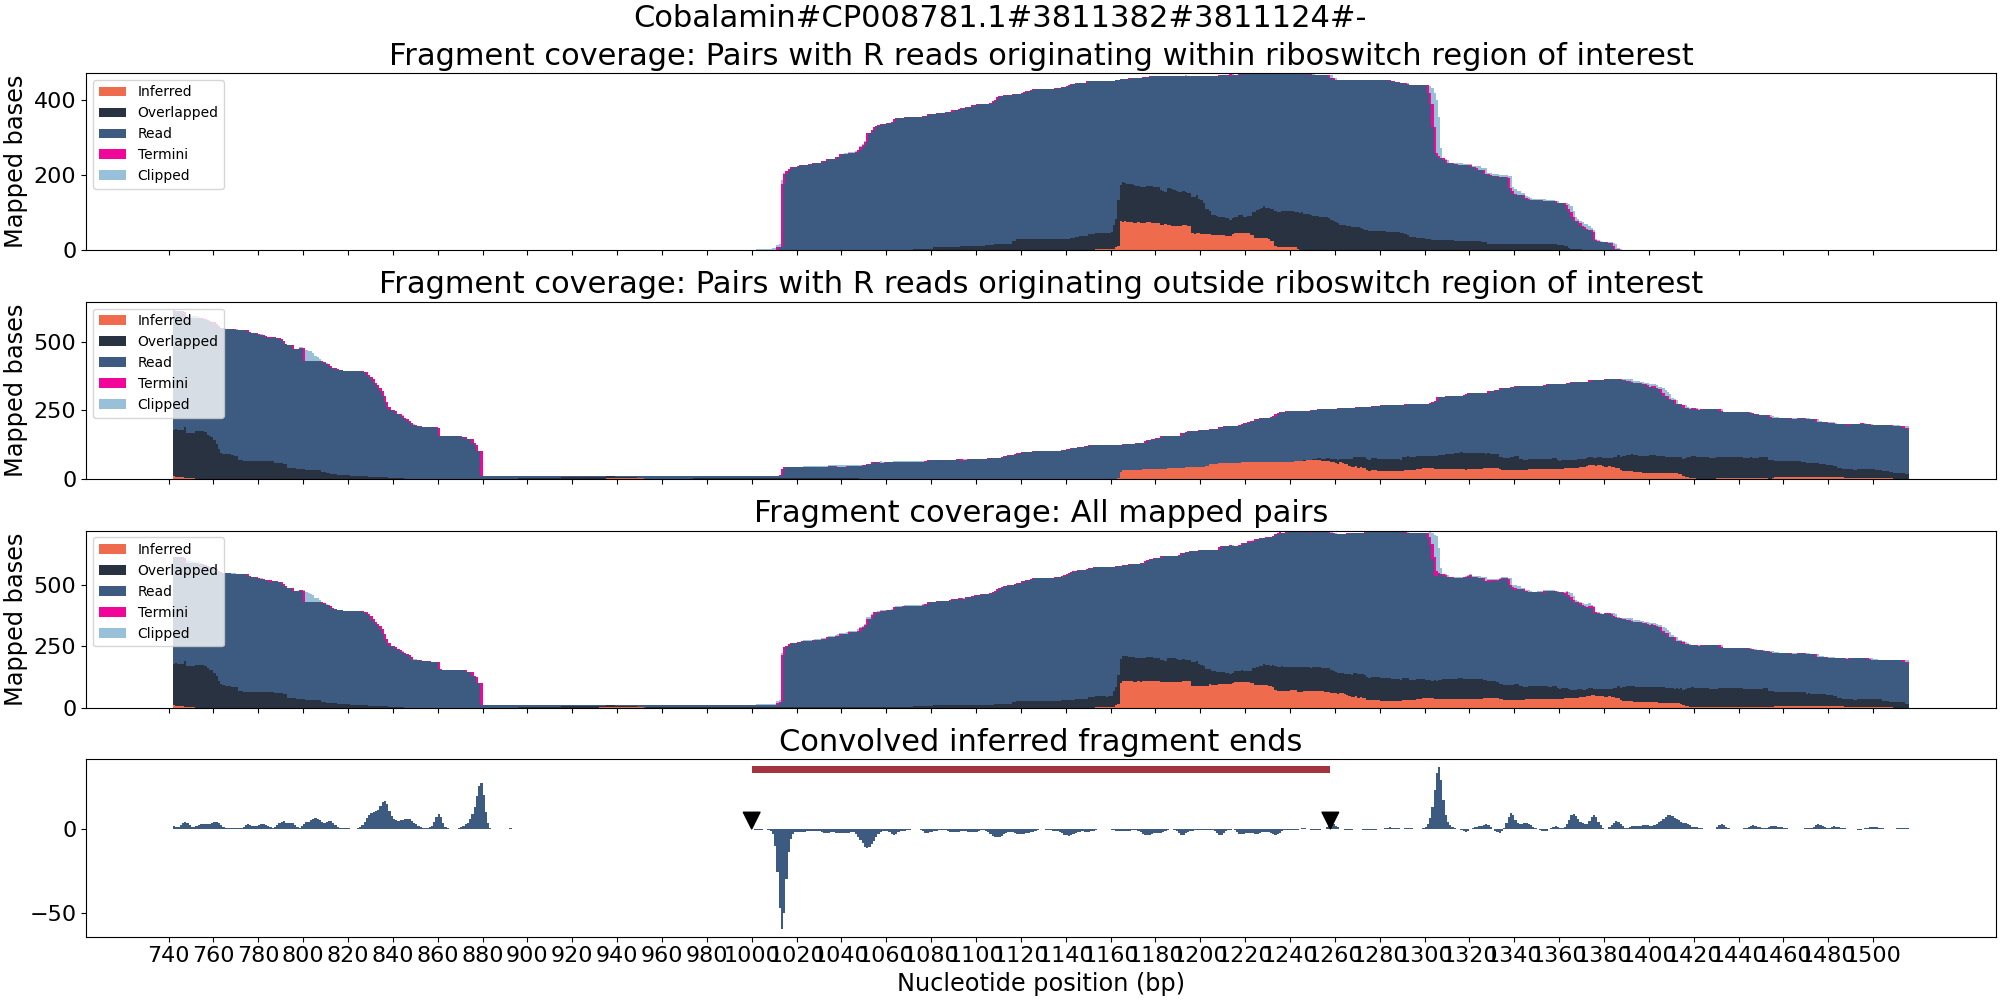 Cobalamin#CP008781.1#3811382#3811124#-
Fragment coverage: Pairs with R reads originating within riboswitch region of interest
Mapped bases
400
200
0
Inferred
Overlapped
Read
Termini
Clipped
Fragment coverage: Pairs with R reads originating outside riboswitch region of interest
Mapped bases
500
250
0
Inferred
Overlapped
Read
Termini
Clipped
Fragment coverage: All mapped pairs
Mapped bases
500
250
0
Inferred
Overlapped
Read
Termini
Clipped
Convolved inferred fragment ends
0
−50
740 760 780 800 820 840 860 880 900 920 940 960 980 1000 1020 1040 1060 1080 1100 1120 1140 1160 1180 1200 1220 1240 1260 1280 1300 1320 1340 1360 1380 1400 1420 1440 1460 1480 1500
Nucleotide position (bp)